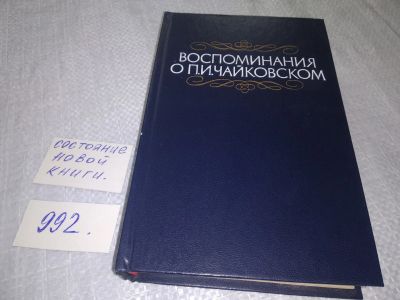 ВОСПОМИНАНИЯ
О П.И.ЧАЙКОВСКОМ
состояние
новой
книги.
992.